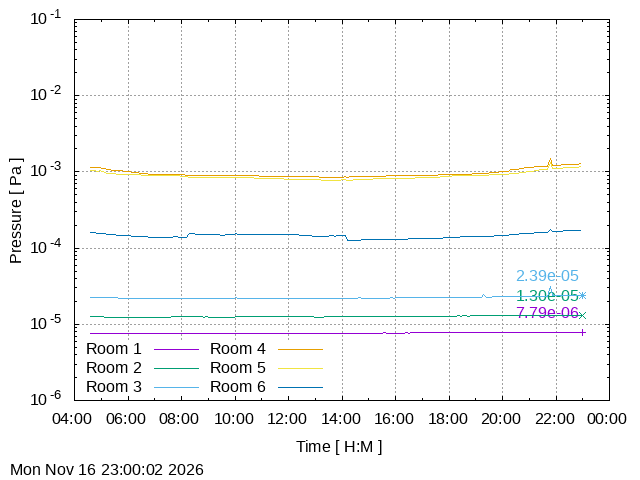 10^-1
10^-2
10^-3
10^-4
10^-5
10^-6
Pressure [ Pa ]
2.39e-05
1.30e-05
7.79e-06
Room 1 Room 4
Room 2 Room 5
Room 3 Room 6
04:00 06:00 08:00 10:00 12:00 14:00 16:00 18:00 20:00 22:00 00:00
Time [ H:M ]
Mon Nov 16 23:00:02 2026